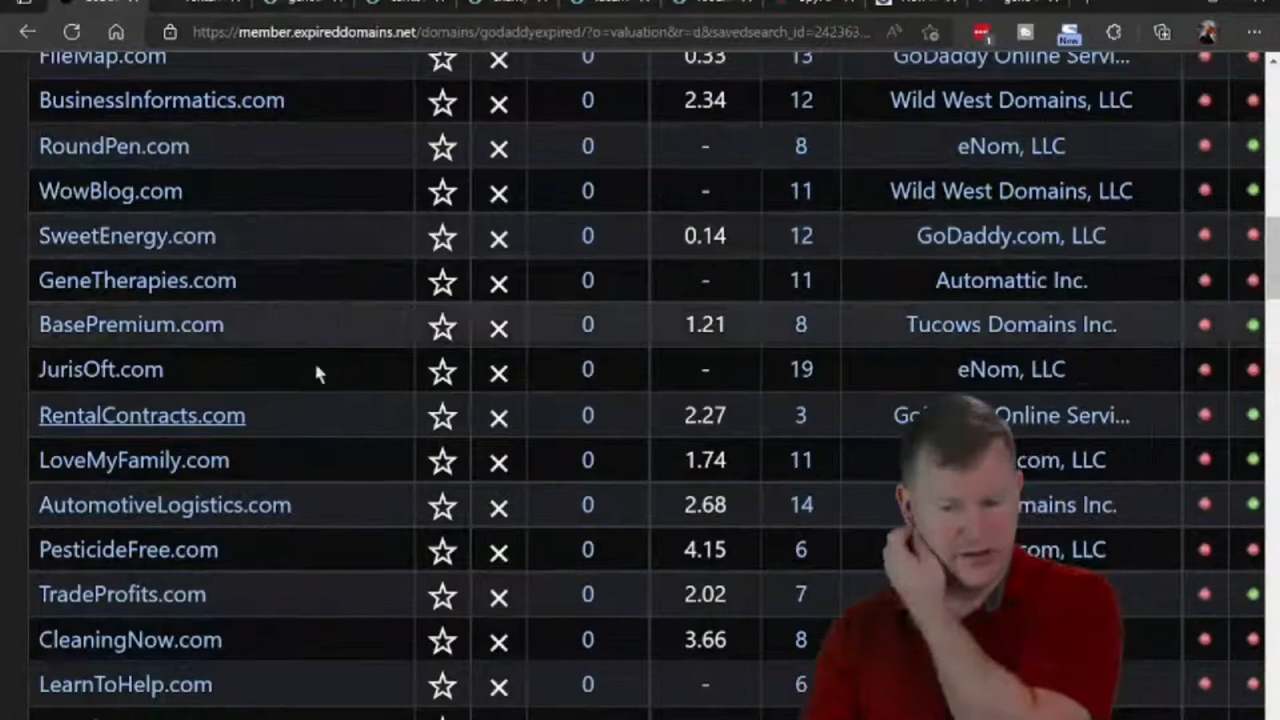 https://member.expireddomains.net/domains/godaddyexpired/?o=valuation&r=d&savedsearch_id=242363... A 1 New
FileMap.com 0 0.33 13 GoDaddy Online Servi...
BusinessInformatics.com 0 2.34 12 Wild West Domains, LLC
RoundPen.com 0 - 8 eNom, LLC
WowBlog.com 0 - 11 Wild West Domains, LLC
SweetEnergy.com 0 0.14 12 GoDaddy.com, LLC
GeneTherapies.com 0 - 11 Automattic Inc.
BasePremium.com 0 1.21 8 Tucows Domains Inc.
JurisOft.com 0 - 19 eNom, LLC
RentalContracts.com 0 2.27 3 Online Servi...
LoveMyFamily.com 0 1.74 11 com, LLC
AutomotiveLogistics.com 0 2.68 14 mains Inc.
PesticideFree.com 0 4.15 6 com, LLC
TradeProfits.com 0 2.02 7
CleaningNow.com 0 3.66 8
LearnToHelp.com 0 - 6